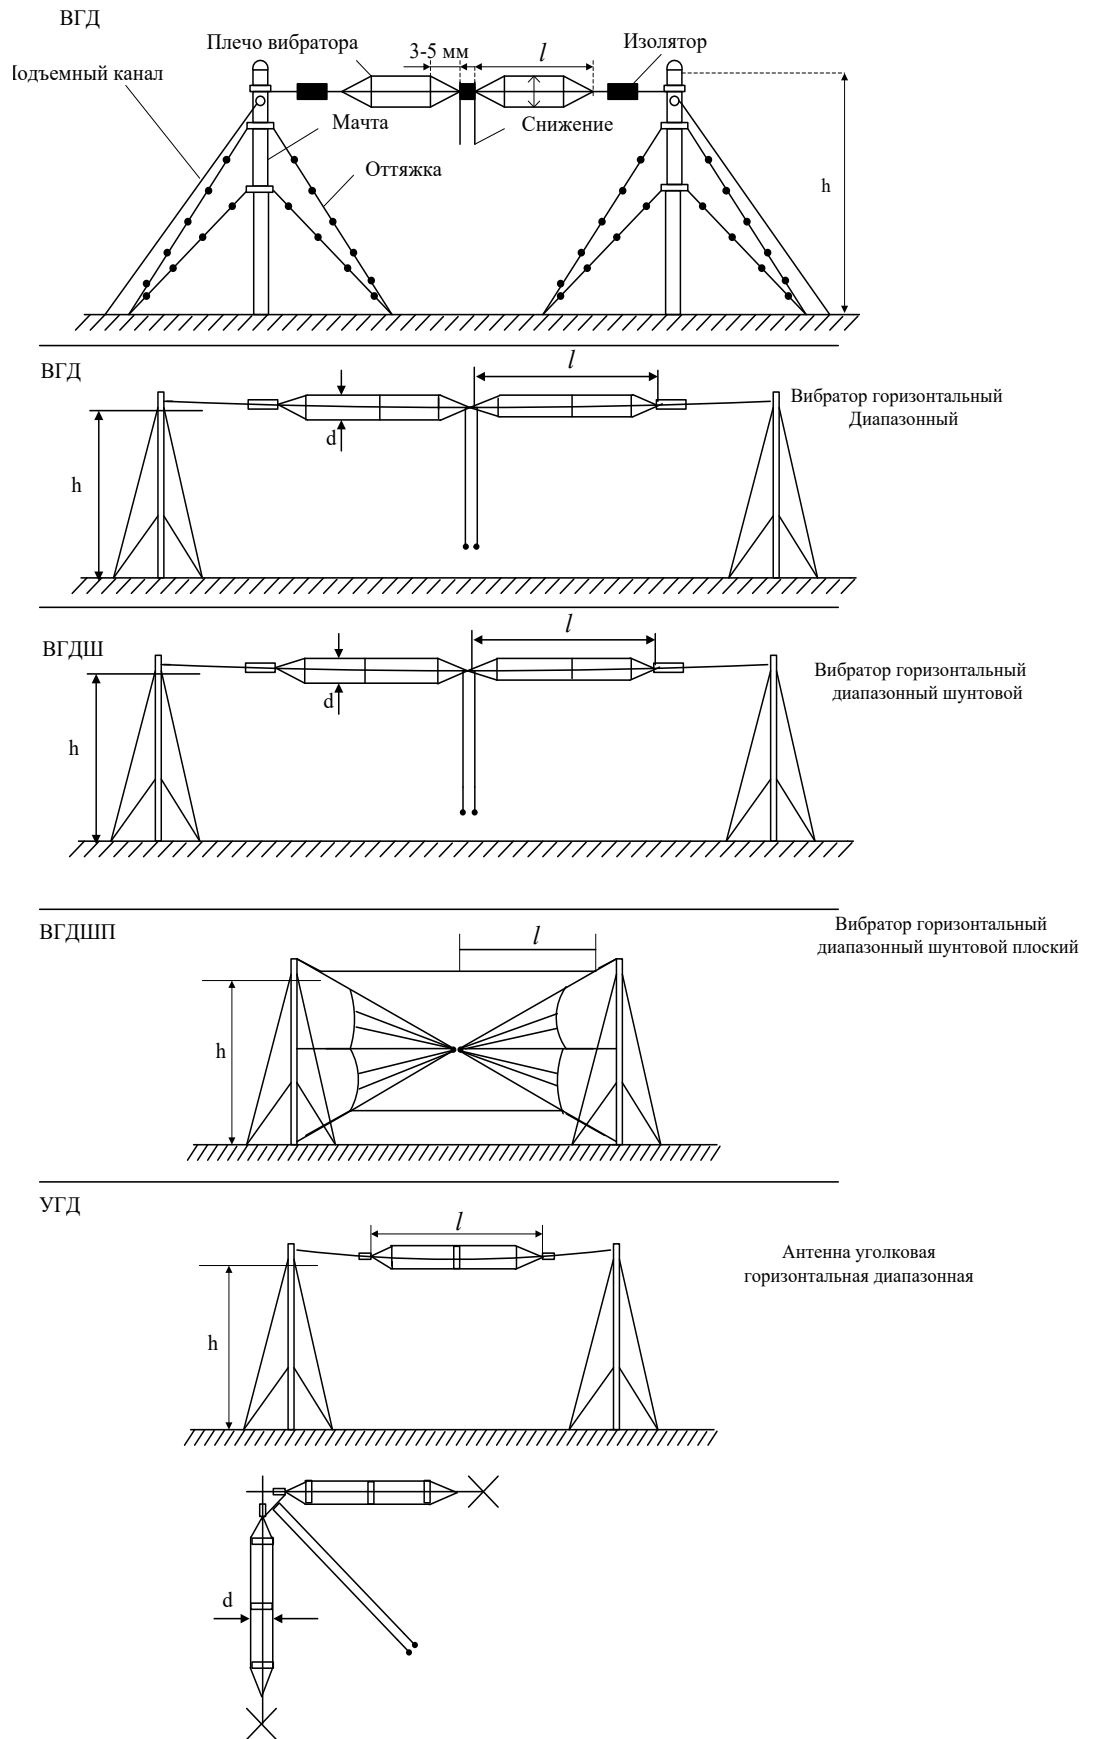 ВГД
Плечо вибратора
3-5 мм
l
Изолятор
одъемный канал
Мачта
Снижение
Оттяжка
h
ВГД
l
Вибратор горизонтальный
Диапазонный
d
h
ВГДШ
l
Вибратор горизонтальный
диапазонный шунтовой
d
h
ВГДШП
Вибратор горизонтальный
диапазонный шунтовой плоский
l
h
УГД
l
Антенна уголковая
горизонтальная диапазонная
h
d